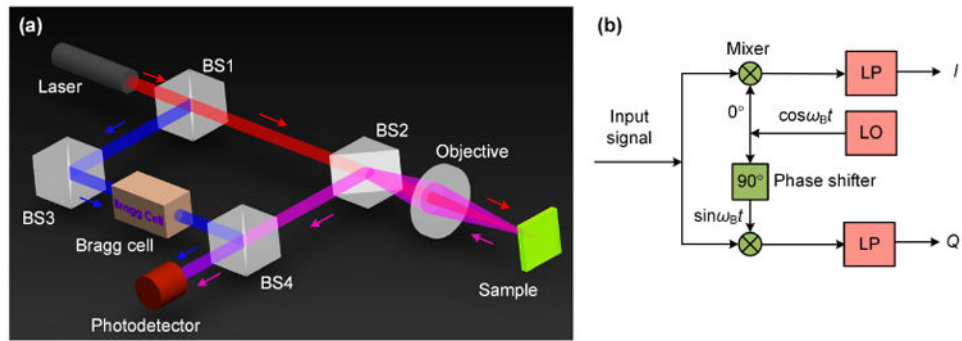 (a)
Laser
BS1
BS2
Objective
BS3
Bragg Cell
Bragg cell
BS4
Sample
Photodetector
(b)
Mixer
LP
I
0°
cosωBt
LO
Input
signal
90°
Phase shifter
sinωBt
LP
Q